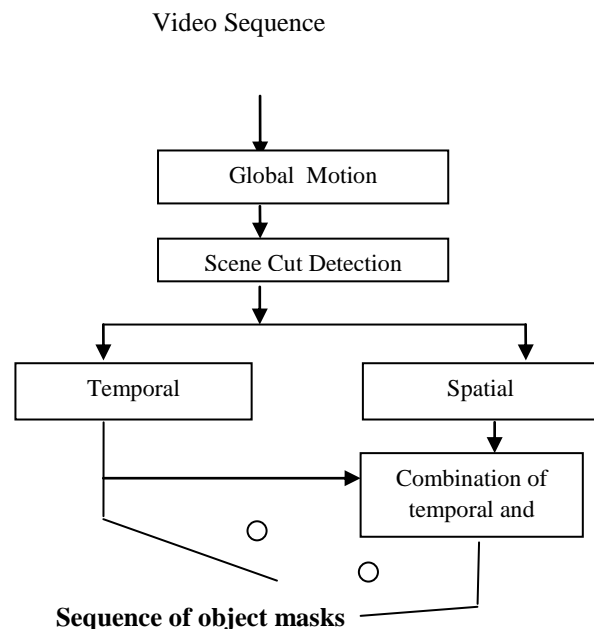 Video Sequence
Global Motion
Scene Cut Detection
Temporal
Spatial
Combination of
temporal and
Sequence of object masks